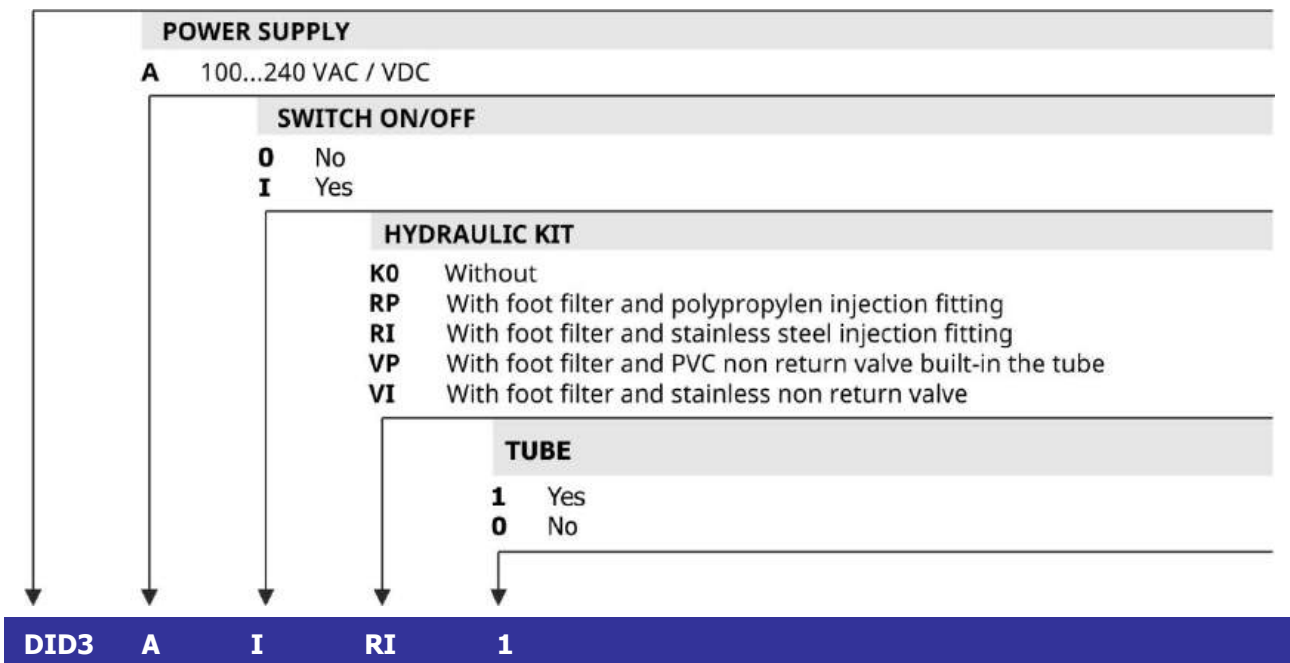 POWER SUPPLY
A 100...240 VAC / VDC
SWITCH ON/OFF
0 No
I Yes
HYDRAULIC KIT
K0 Without
RP With foot filter and polypropylen injection fitting
RI With foot filter and stainless steel injection fitting
VP With foot filter and PVC non return valve built-in the tube
VI With foot filter and stainless non return valve
TUBE
1 Yes
0 No
DID3 A I RI 1